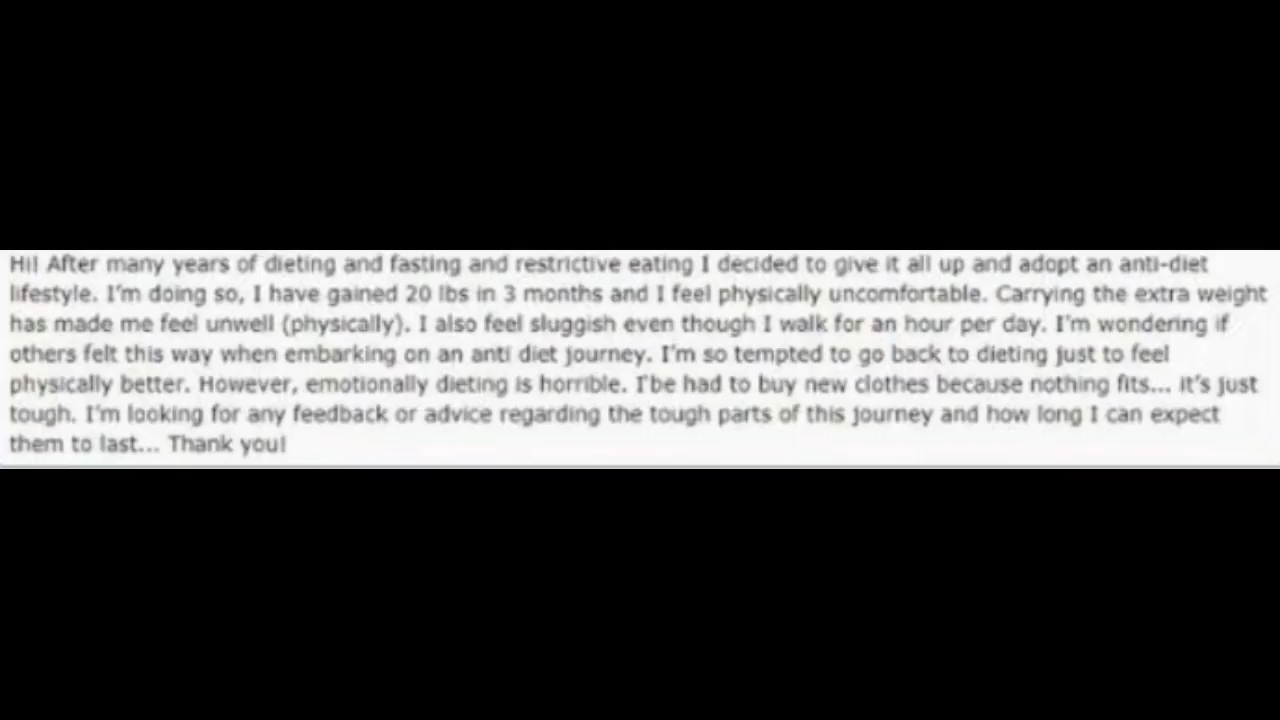 Hi! After many years of dieting and fasting and restrictive eating I decided to give it all up and adopt an anti-diet
lifestyle. I'm doing so, I have gained 20 lbs in 3 months and I feel physically uncomfortable. Carrying the extra weight
has made me feel unwell (physically). I also feel sluggish even though I walk for an hour per day. I'm wondering if
others felt this way when embarking on an anti diet journey. I'm so tempted to go back to dieting just to feel
physically better. However, emotionally dieting is horrible. I'be had to buy new clothes because nothing fits... it's just
tough. I'm looking for any feedback or advice regarding the tough parts of this journey and how long I can expect
them to last... Thank you!